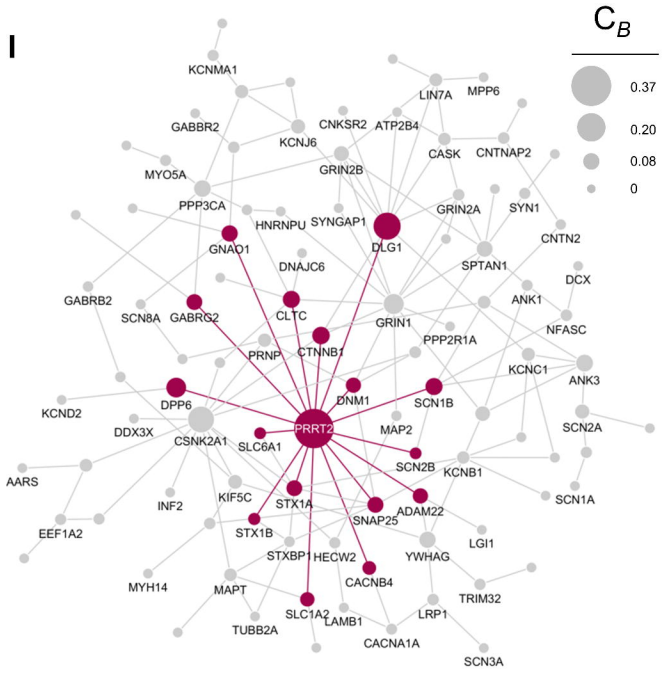 I
C_B
0.37
0.20
0.08
0
KCNMA1
LIN7A
MPP6
GABBR2
KCNJ6
CNKSR2
ATP2B4
CASK
CNTNAP2
GRIN2B
MYO5A
PPP3CA
HNRNPU
SYNGAP1
GRIN2A
SYN1
DLG1
CNTN2
GNAO1
DNAJC6
SPTAN1
DCX
GABRB2
SCN8A
GABRG2
CLTC
GRIN1
ANK1
NFASC
PPP2R1A
PRNP
CTNNB1
KCNC1
ANK3
KCND2
DPP6
DNM1
SCN1B
DDX3X
CSNK2A1
SLC6A1
PRRT2
MAP2
SCN2A
SCN2B
KCNB1
AARS
INF2
KIF5C
STX1A
SNAP25
ADAM22
SCN1A
EEF1A2
STX1B
STXBP1
HECW2
YWHAG
LGI1
MYH14
MAPT
CACNB4
TRIM32
TUBB2A
SLC1A2
LAMB1
LRP1
CACNA1A
SCN3A